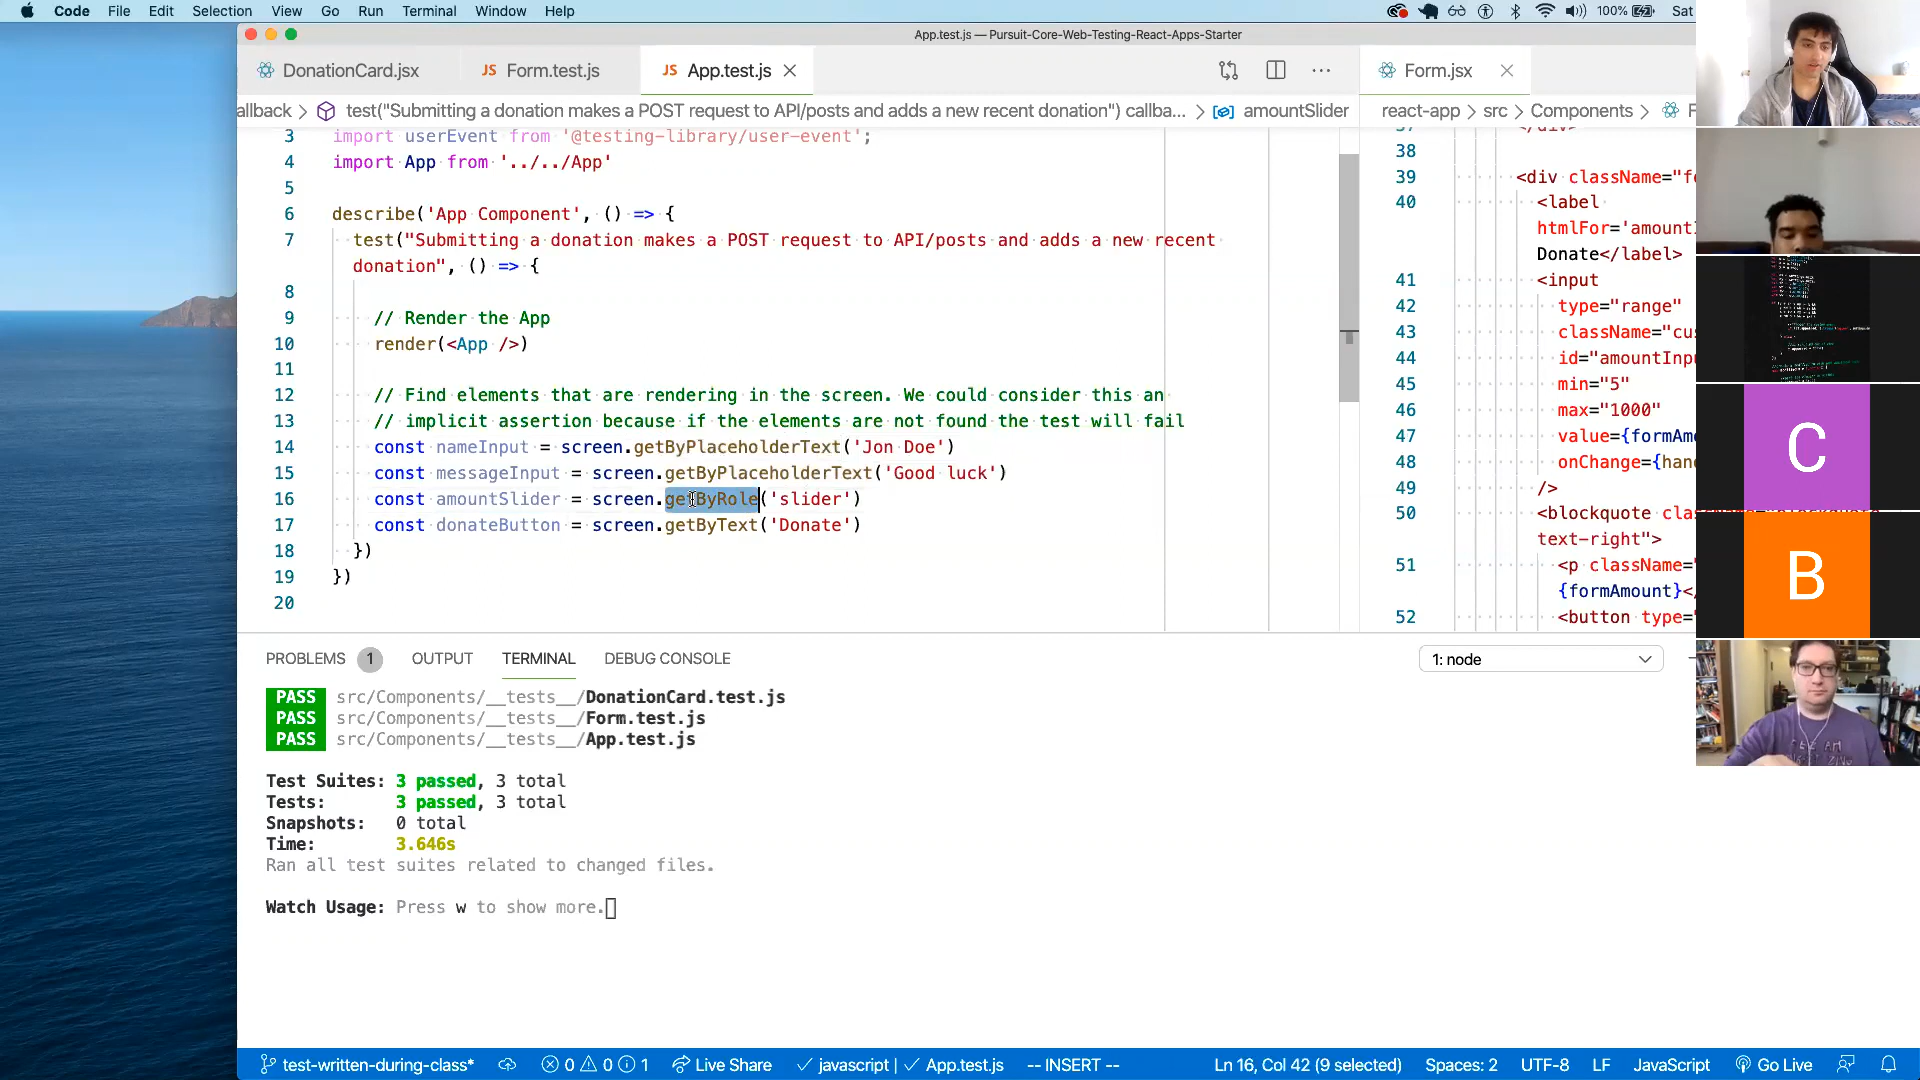 Code File Edit Selection View Go Run Terminal Window Help 100% Sat
App.test.js — Pursuit-Core-Web-Testing-React-Apps-Starter
DonationCard.jsx JS Form.test.js JS App.test.js Form.jsx
allback > test("Submitting a donation makes a POST request to API/posts and adds a new recent donation") callba... > amountSlider
react-app > src > Components > F
3 import userEvent from '@testing-library/user-event';
4 import App from '../../App'
5
6 describe('App Component', () => {
7 test("Submitting a donation makes a POST request to API/posts and adds a new recent
donation", () => {
8
9 // Render the App
10 render(<App />)
11
12 // Find elements that are rendering in the screen. We could consider this an
13 // implicit assertion because if the elements are not found the test will fail
14 const nameInput = screen.getByPlaceholderText('Jon Doe')
15 const messageInput = screen.getByPlaceholderText('Good luck')
16 const amountSlider = screen.getByRole('slider')
17 const donateButton = screen.getByText('Donate')
18 })
19 })
20
37 </div>
38
39 <div className="fo
40 <label
htmlFor='amountI
Donate</label>
41 <input
42 type="range"
43 className="cu
44 id="amountInpu
45 min="5"
46 max="1000"
47 value={formAmo
48 onChange={hand
49 />
50 <blockquote clas
text-right">
51 <p className="
{formAmount}</
52 <button type="
PROBLEMS 1 OUTPUT TERMINAL DEBUG CONSOLE 1: node
PASS src/Components/__tests__/DonationCard.test.js
PASS src/Components/__tests__/Form.test.js
PASS src/Components/__tests__/App.test.js
Test Suites: 3 passed, 3 total
Tests: 3 passed, 3 total
Snapshots: 0 total
Time: 3.646s
Ran all test suites related to changed files.
Watch Usage: Press w to show more.
C
B
test-written-during-class* 0 0 1 Live Share javascript | App.test.js -- INSERT -- Ln 16, Col 42 (9 selected) Spaces: 2 UTF-8 LF JavaScript Go Live